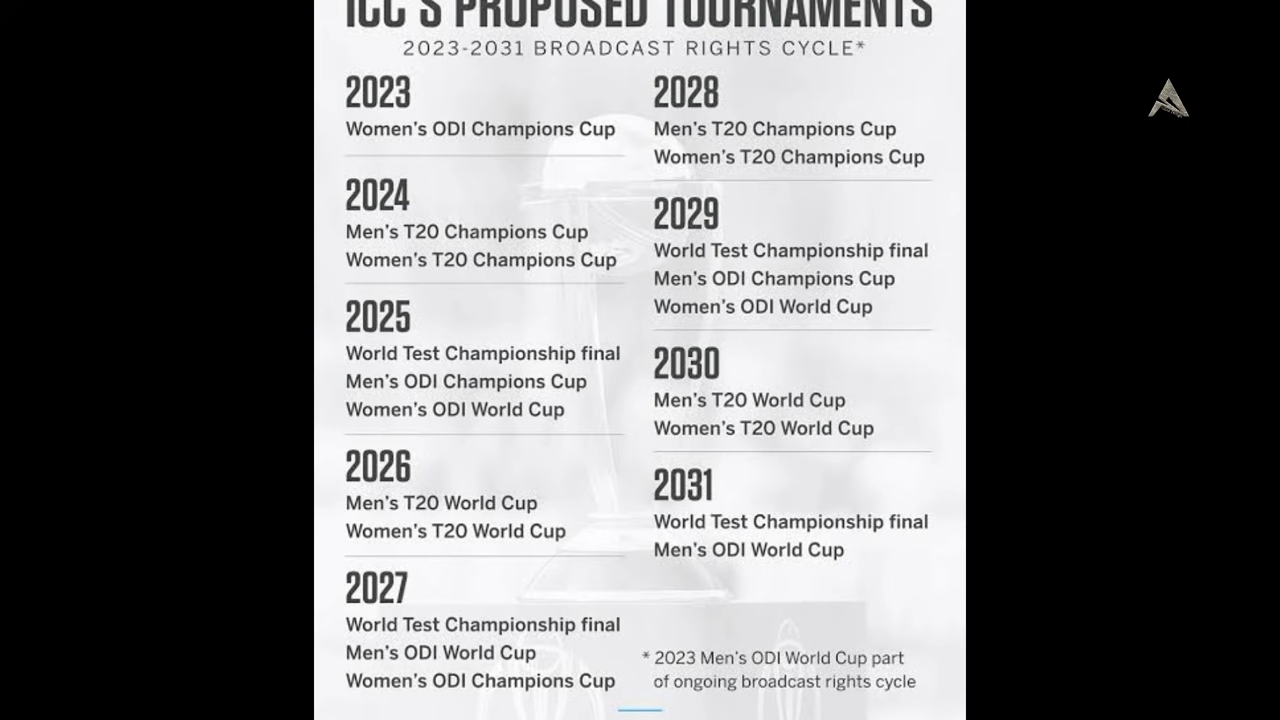 ICC'S PROPOSED TOURNAMENTS
2023-2031 BROADCAST RIGHTS CYCLE*
2023
Women's ODI Champions Cup
2024
Men's T20 Champions Cup
Women's T20 Champions Cup
2025
World Test Championship final
Men's ODI Champions Cup
Women's ODI World Cup
2026
Men's T20 World Cup
Women's T20 World Cup
2027
World Test Championship final
Men's ODI World Cup
Women's ODI Champions Cup
2028
Men's T20 Champions Cup
Women's T20 Champions Cup
2029
World Test Championship final
Men's ODI Champions Cup
Women's ODI World Cup
2030
Men's T20 World Cup
Women's T20 World Cup
2031
World Test Championship final
Men's ODI World Cup
* 2023 Men's ODI World Cup part
of ongoing broadcast rights cycle